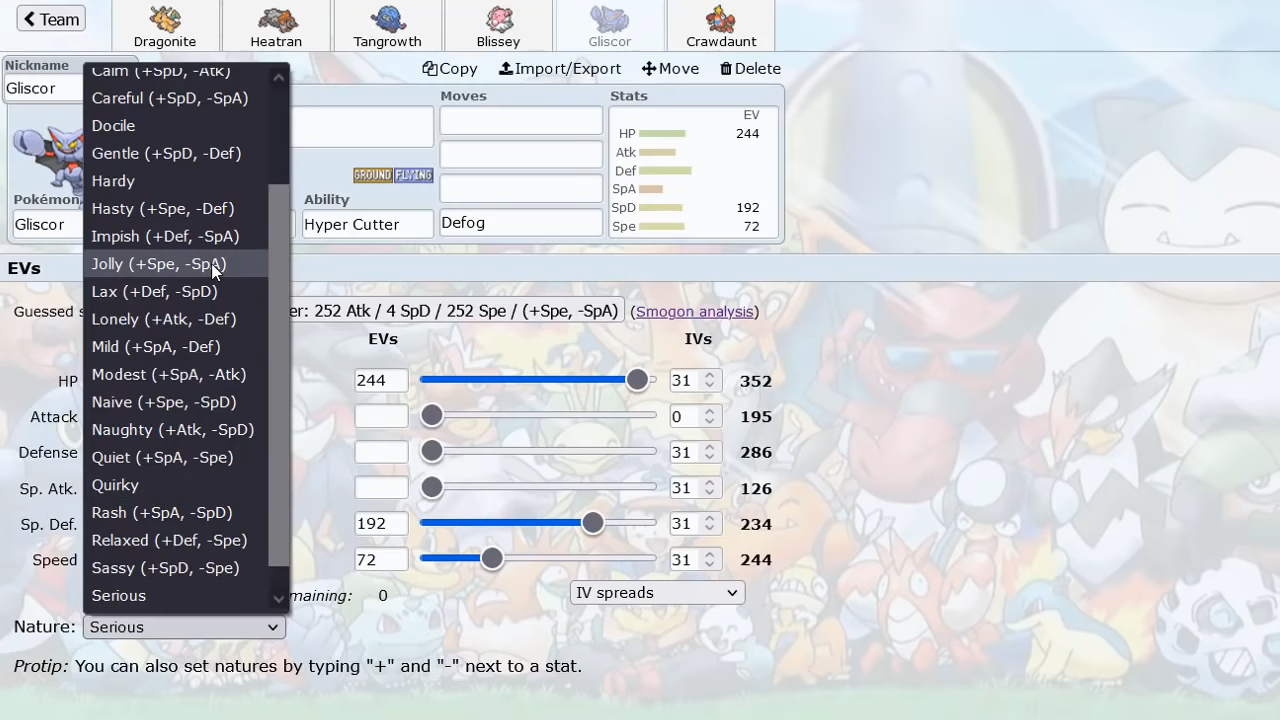 Team
Dragonite
Heatran
Tangrowth
Blissey
Gliscor
Crawdaunt
Nickname
Gliscor
Copy
Import/Export
Move
Delete
Moves
Stats
EV
HP 244
Atk
Def
SpA
SpD 192
Spe 72
GROUND FLYING
Pokémon
Gliscor
Ability
Hyper Cutter
Defog
Calm (+SpD, -Atk)
Careful (+SpD, -SpA)
Docile
Gentle (+SpD, -Def)
Hardy
Hasty (+Spe, -Def)
Impish (+Def, -SpA)
Jolly (+Spe, -SpA)
Lax (+Def, -SpD)
Lonely (+Atk, -Def)
Mild (+SpA, -Def)
Modest (+SpA, -Atk)
Naive (+Spe, -SpD)
Naughty (+Atk, -SpD)
Quiet (+SpA, -Spe)
Quirky
Rash (+SpA, -SpD)
Relaxed (+Def, -Spe)
Sassy (+SpD, -Spe)
Serious
EVs
Guessed s
er: 252 Atk / 4 SpD / 252 Spe / (+Spe, -SpA)
(Smogon analysis)
EVs IVs
HP 244 31 352
Attack 0 195
Defense 31 286
Sp. Atk. 31 126
Sp. Def. 192 31 234
Speed 72 31 244
maining: 0
IV spreads
Nature: Serious
Protip: You can also set natures by typing "+" and "-" next to a stat.